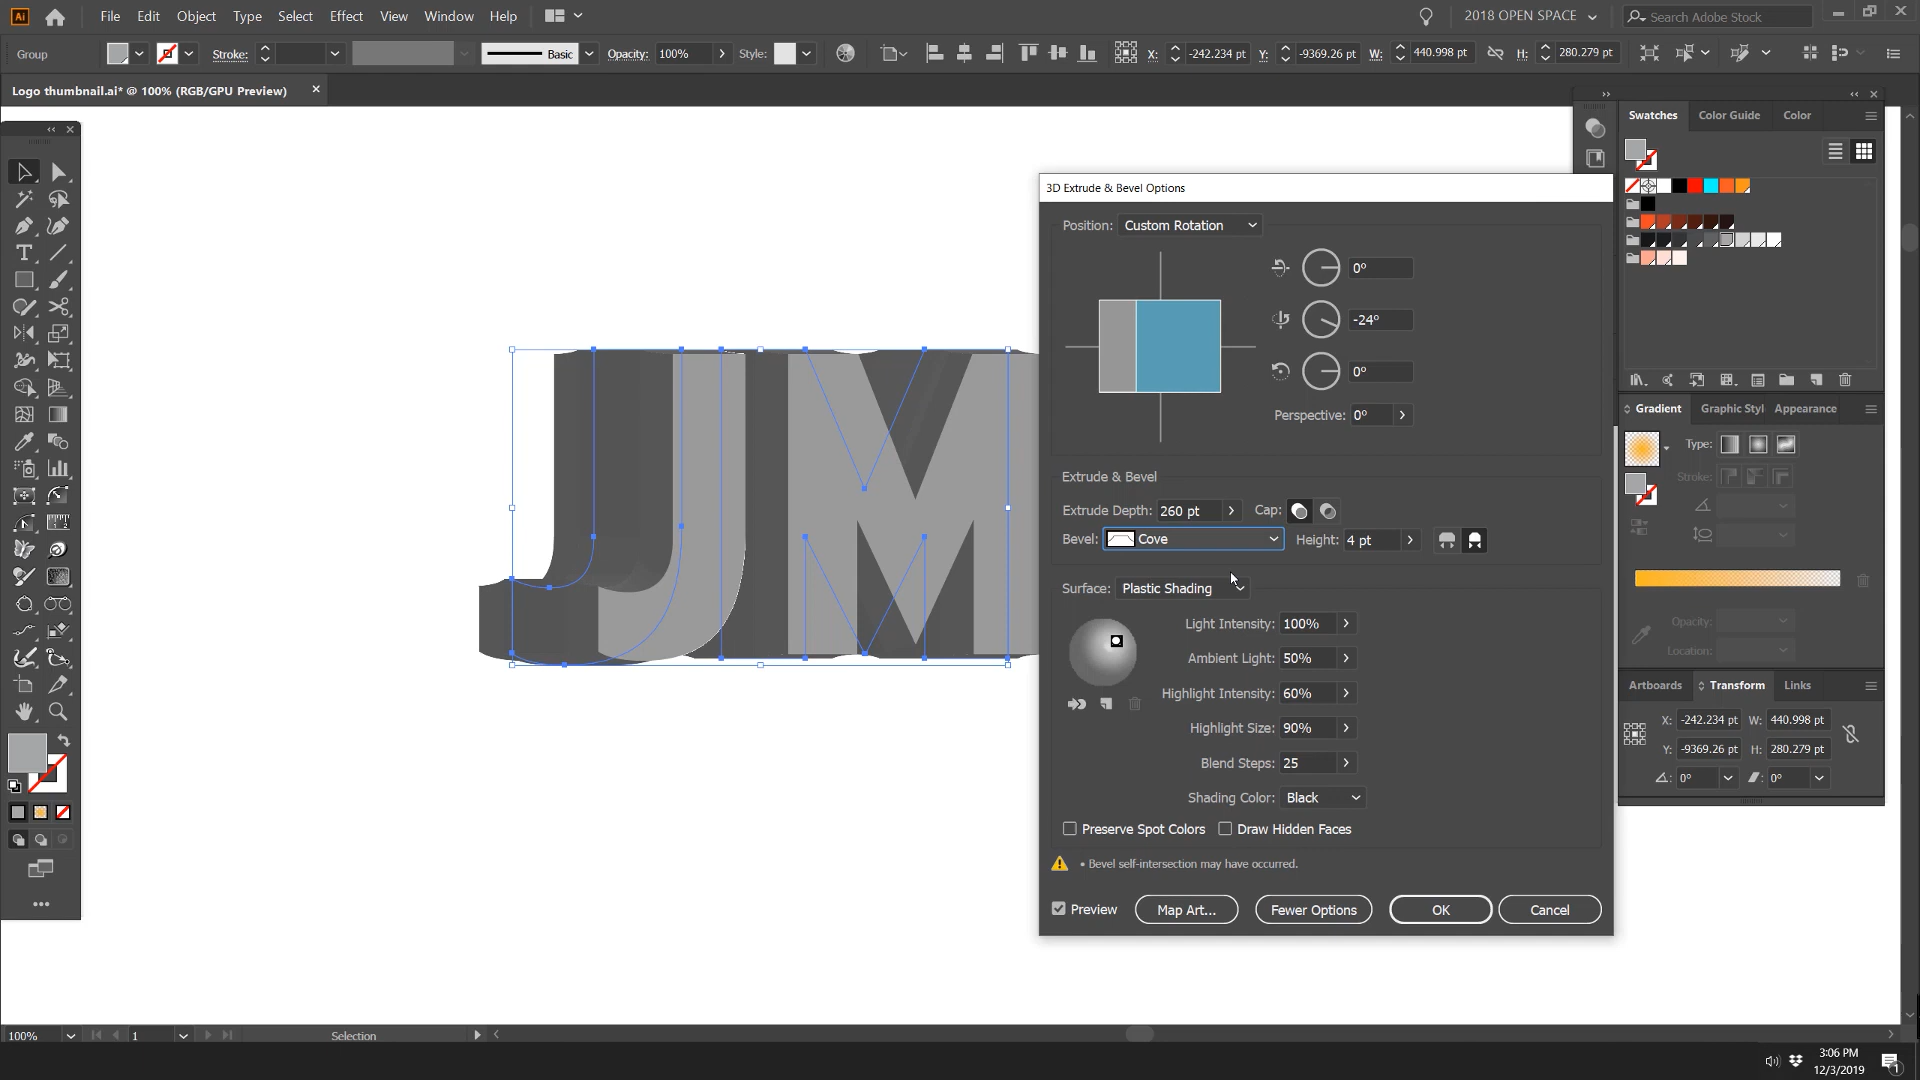 Ai File Edit Object Type Select Effect View Window Help 2018 OPEN SPACE Search Adobe Stock
Group Stroke: Basic Opacity: 100% Style: X: -242.234 pt Y: -9369.26 pt W: 440.998 pt H: 280.279 pt
Logo thumbnail.ai* @ 100% (RGB/GPU Preview)
JM
3D Extrude & Bevel Options
Position: Custom Rotation
0°
-24°
0°
Perspective: 0°
Extrude & Bevel
Extrude Depth: 260 pt Cap:
Bevel: Cove Height: 4 pt
Surface: Plastic Shading
Light Intensity: 100%
Ambient Light: 50%
Highlight Intensity: 60%
Highlight Size: 90%
Blend Steps: 25
Shading Color: Black
Preserve Spot Colors Draw Hidden Faces
• Bevel self-intersection may have occurred.
Preview Map Art... Fewer Options OK Cancel
Swatches Color Guide Color
Gradient Graphic Styl Appearance
Type:
Stroke:
Opacity:
Location:
Artboards Transform Links
X: -242.234 pt W: 440.998 pt
Y: -9369.26 pt H: 280.279 pt
0° 0°
100% 1 Selection
3:06 PM
12/3/2019
1